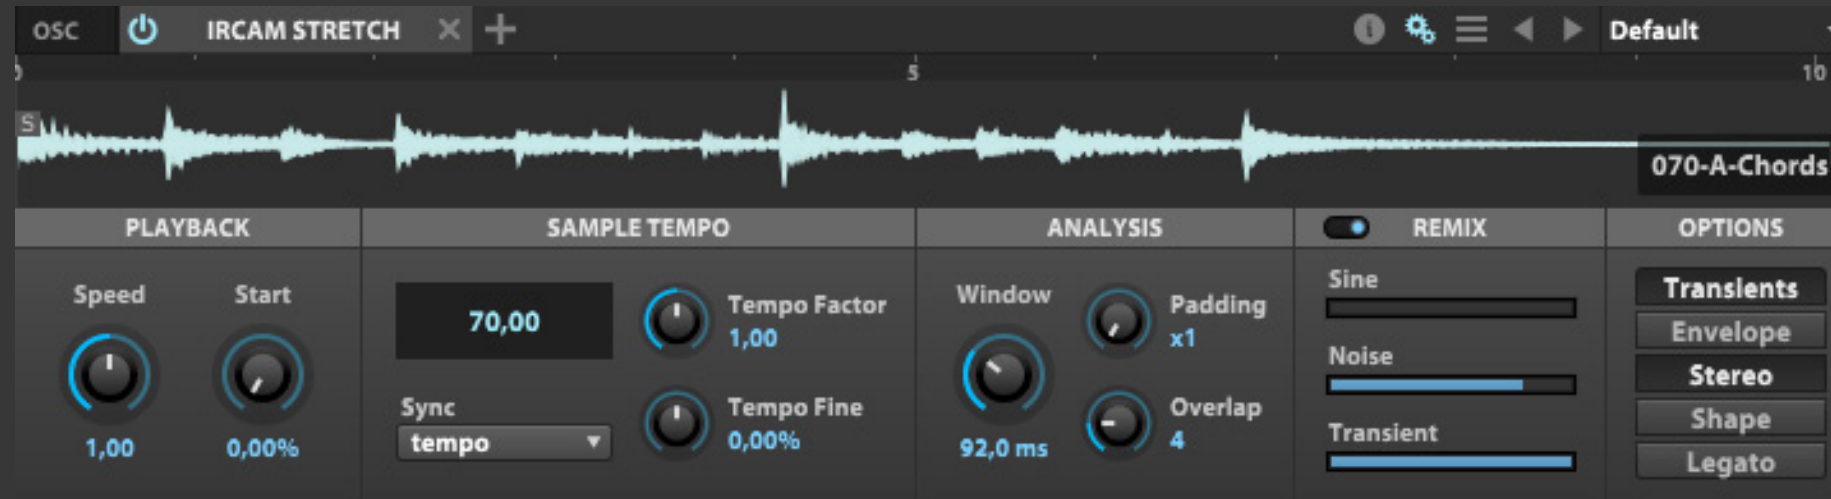 OSC IRCAM STRETCH Default
0 5 10
S
070-A-Chords
PLAYBACK SAMPLE TEMPO ANALYSIS REMIX OPTIONS
Speed Start
1,00 0,00%
70,00
Tempo Factor
1,00
Sync
tempo
Tempo Fine
0,00%
Window
92,0 ms
Padding
x1
Overlap
4
Sine
Noise
Transient
Transients
Envelope
Stereo
Shape
Legato